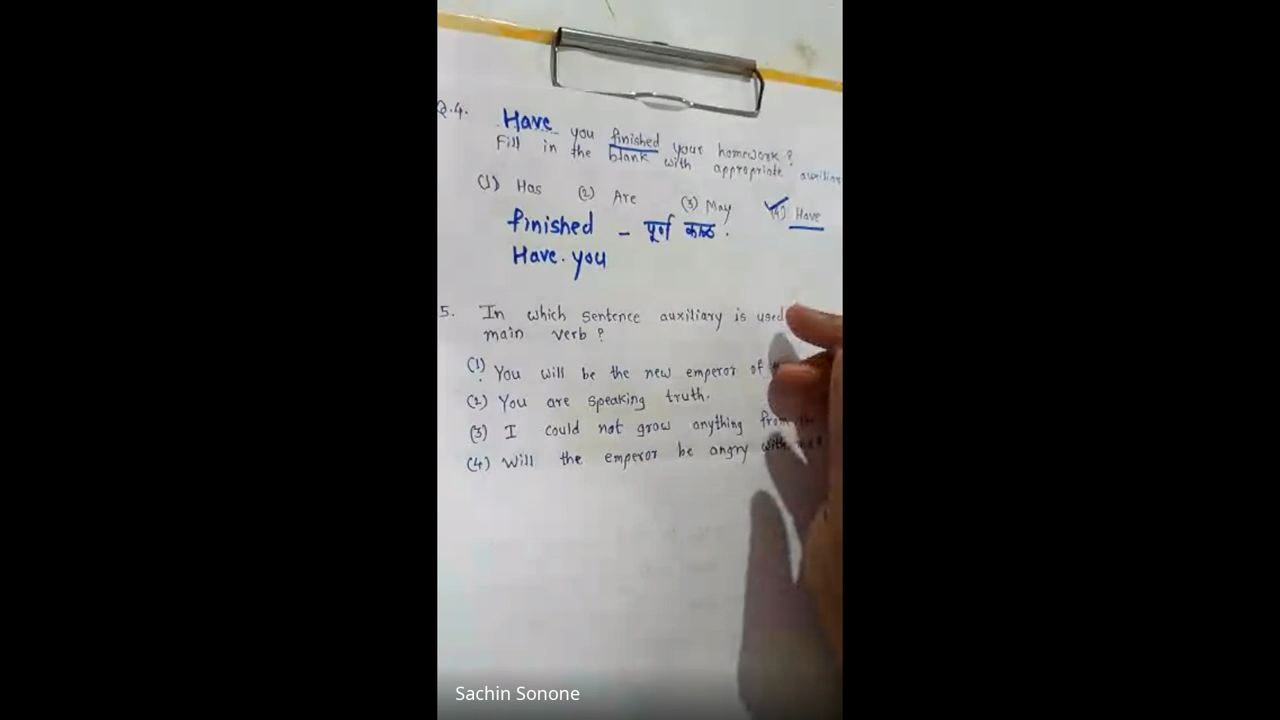 Q.4. Have you finished your homework?
Fill in the blank with appropriate
(1) Has (2) Are (3) May (4) Have
finished - पूर्ण काळ.
Have. you
5. In which sentence auxiliary is used
main verb?
(1) You will be the new emperor of
(2) You are speaking truth.
(3) I could not grow anything from
(4) Will the emperor be angry with
Sachin Sonone